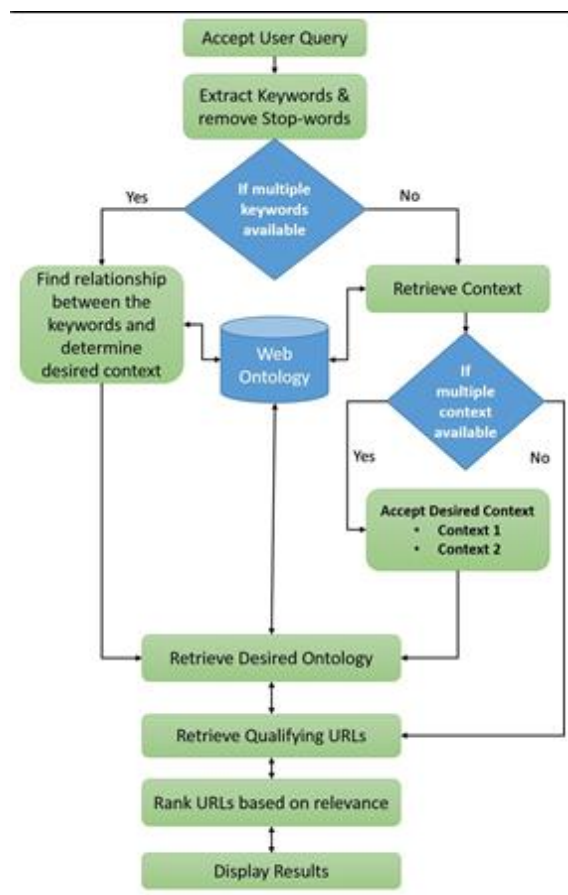 Accept User Query
Extract Keywords &
remove Stop-words
If multiple
keywords
available
Yes
No
Find relationship
between the
keywords and
determine
desired context
Web
Ontology
Retrieve Context
If
multiple
context
available
Yes
No
Accept Desired Context
• Context 1
• Context 2
Retrieve Desired Ontology
Retrieve Qualifying URLs
Rank URLs based on relevance
Display Results